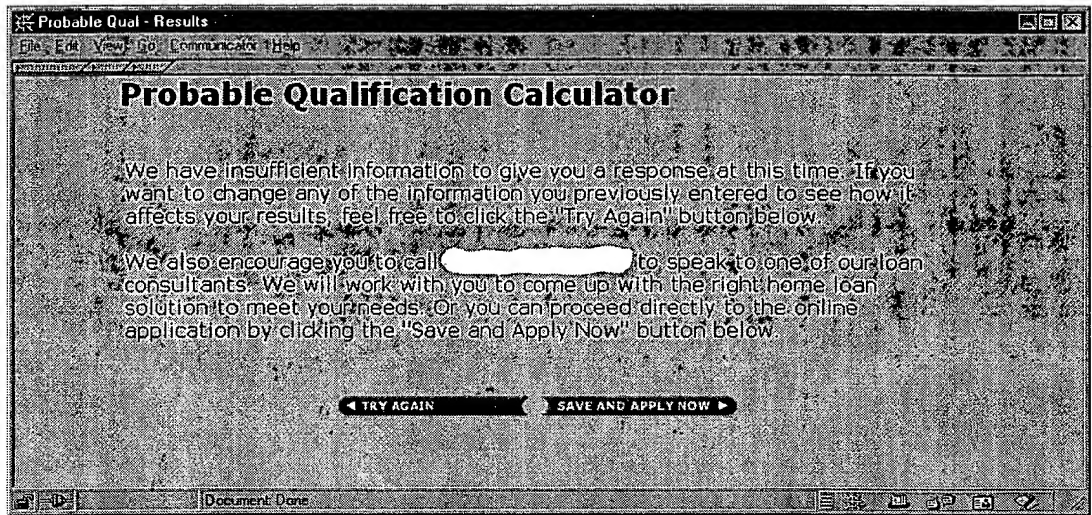 Probable Qual - Results
File Edit View Go Communicator Help
Probable Qualification Calculator
We have insufficient information to give you a response at this time. If you
want to change any of the information you previously entered to see how it
affects your results, feel free to click the "Try Again" button below.
We also encourage you to call to speak to one of our loan
consultants. We will work with you to come up with the right home loan
solution to meet your needs. Or you can proceed directly to the online
application by clicking the "Save and Apply Now" button below.
TRY AGAIN SAVE AND APPLY NOW
Document: Done